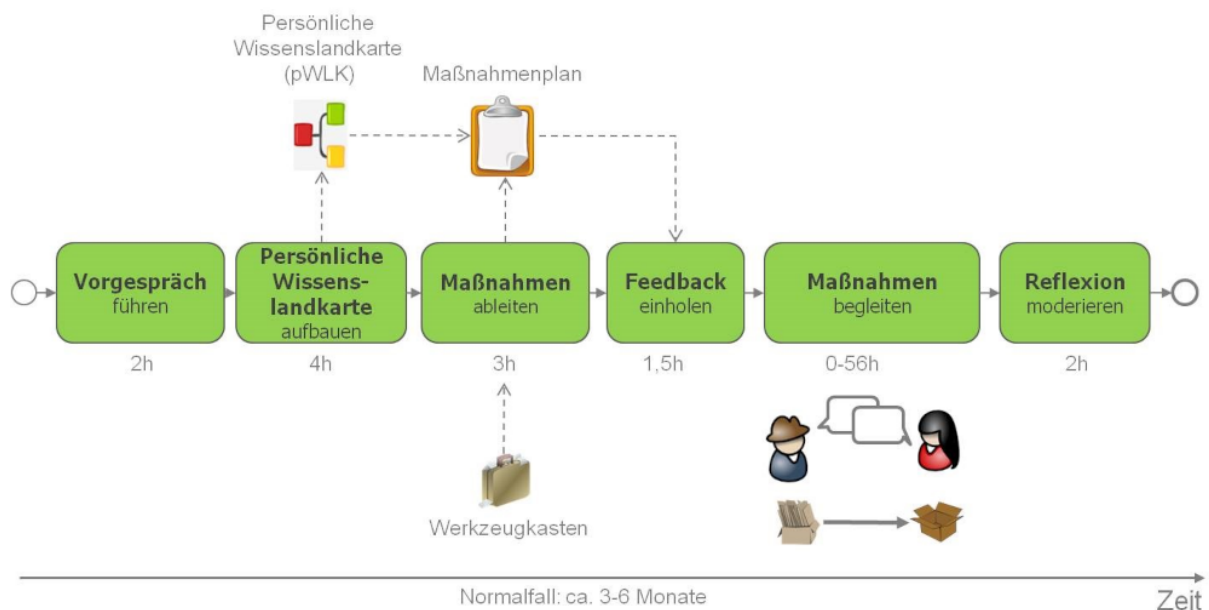 Persönliche
Wissenslandkarte
(pWLK)
Maßnahmenplan
Vorgespräch
führen
Persönliche
Wissens-
landkarte
aufbauen
Maßnahmen
ableiten
Feedback
einholen
Maßnahmen
begleiten
Reflexion
moderieren
2h
4h
3h
1,5h
0-56h
2h
Werkzeugkasten
Normalfall: ca. 3-6 Monate
Zeit